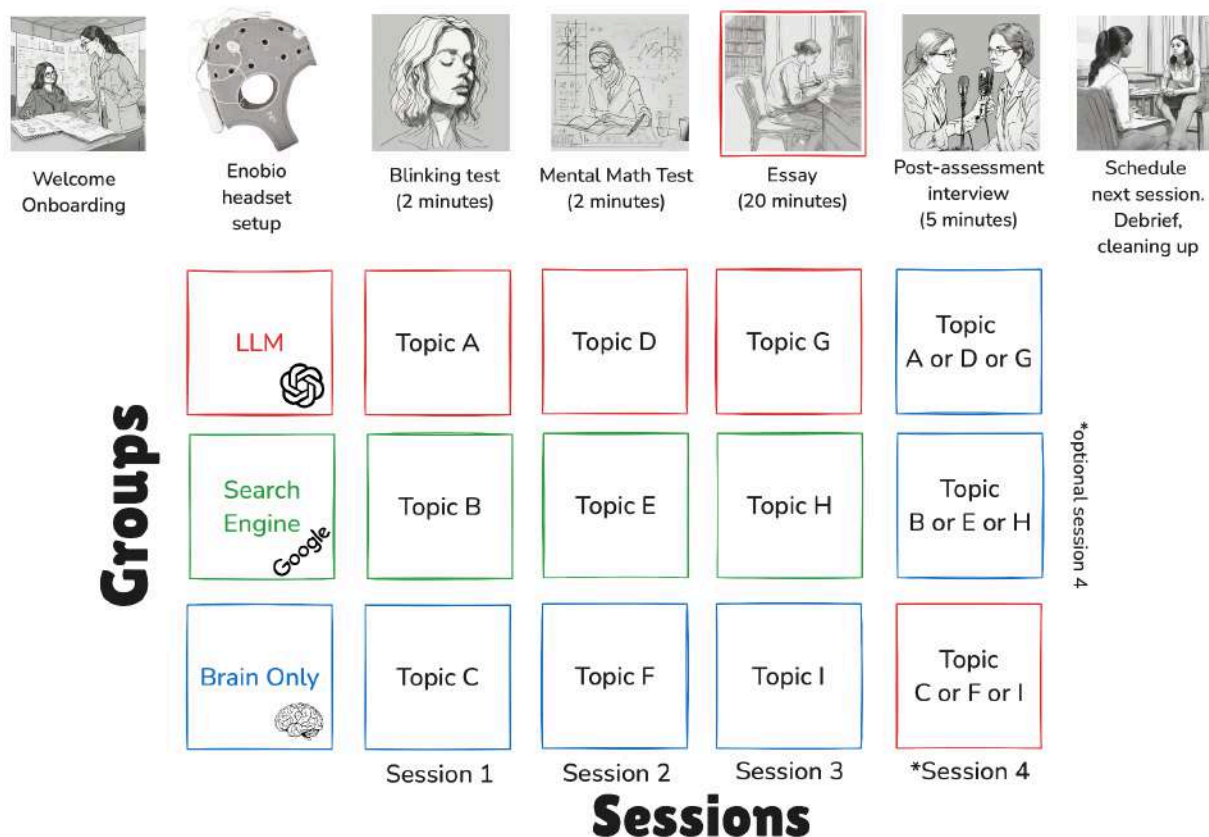 Welcome
Onboarding
Enobio
headset
setup
Blinking test
(2 minutes)
Mental Math Test
(2 minutes)
Essay
(20 minutes)
Post-assessment
interview
(5 minutes)
Schedule
next session.
Debrief,
cleaning up
Groups
LLM
Topic A
Topic D
Topic G
Topic
A or D or G
Search
Engine
Google
Topic B
Topic E
Topic H
Topic
B or E or H
*optional session 4
Brain Only
Topic C
Topic F
Topic I
Topic
C or F or I
Session 1
Session 2
Session 3
*Session 4
Sessions